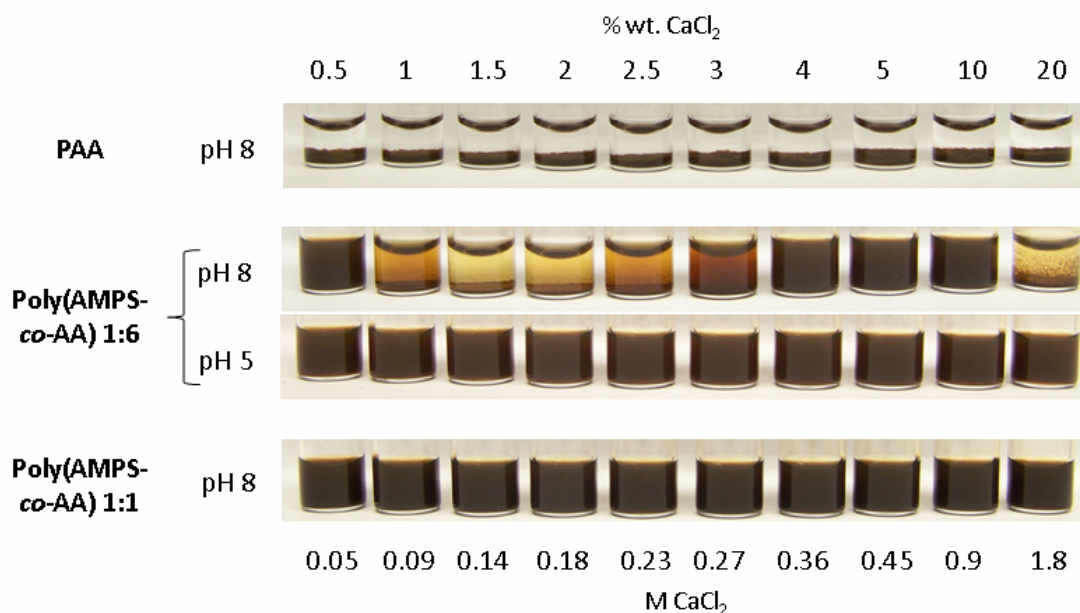 % wt. CaCl₂
0.5 1 1.5 2 2.5 3 4 5 10 20
PAA pH 8
pH 8
Poly(AMPS-
co-AA) 1:6
pH 5
Poly(AMPS-
co-AA) 1:1
pH 8
0.05 0.09 0.14 0.18 0.23 0.27 0.36 0.45 0.9 1.8
M CaCl₂